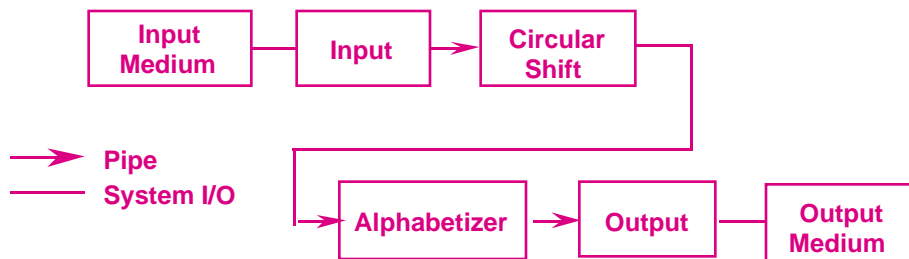 Input
Medium
Input
Circular
Shift
Pipe
System I/O
Alphabetizer
Output
Output
Medium